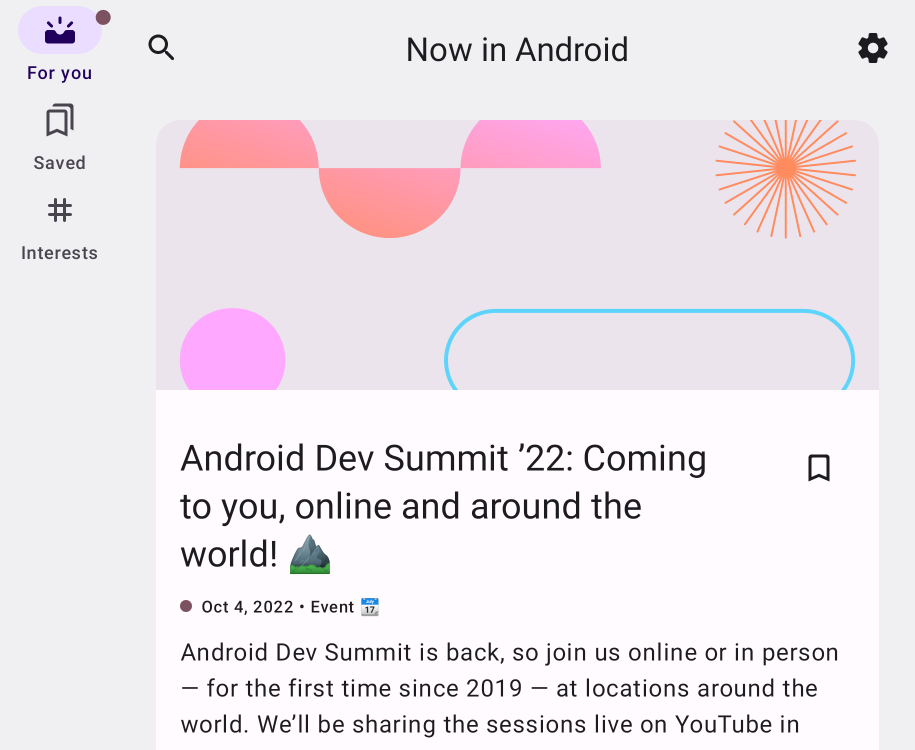 For you
Saved
Interests
Now in Android
Android Dev Summit ’22: Coming
to you, online and around the
world! ⛰️
Oct 4, 2022 • Event 📆
Android Dev Summit is back, so join us online or in person
— for the first time since 2019 — at locations around the
world. We’ll be sharing the sessions live on YouTube in